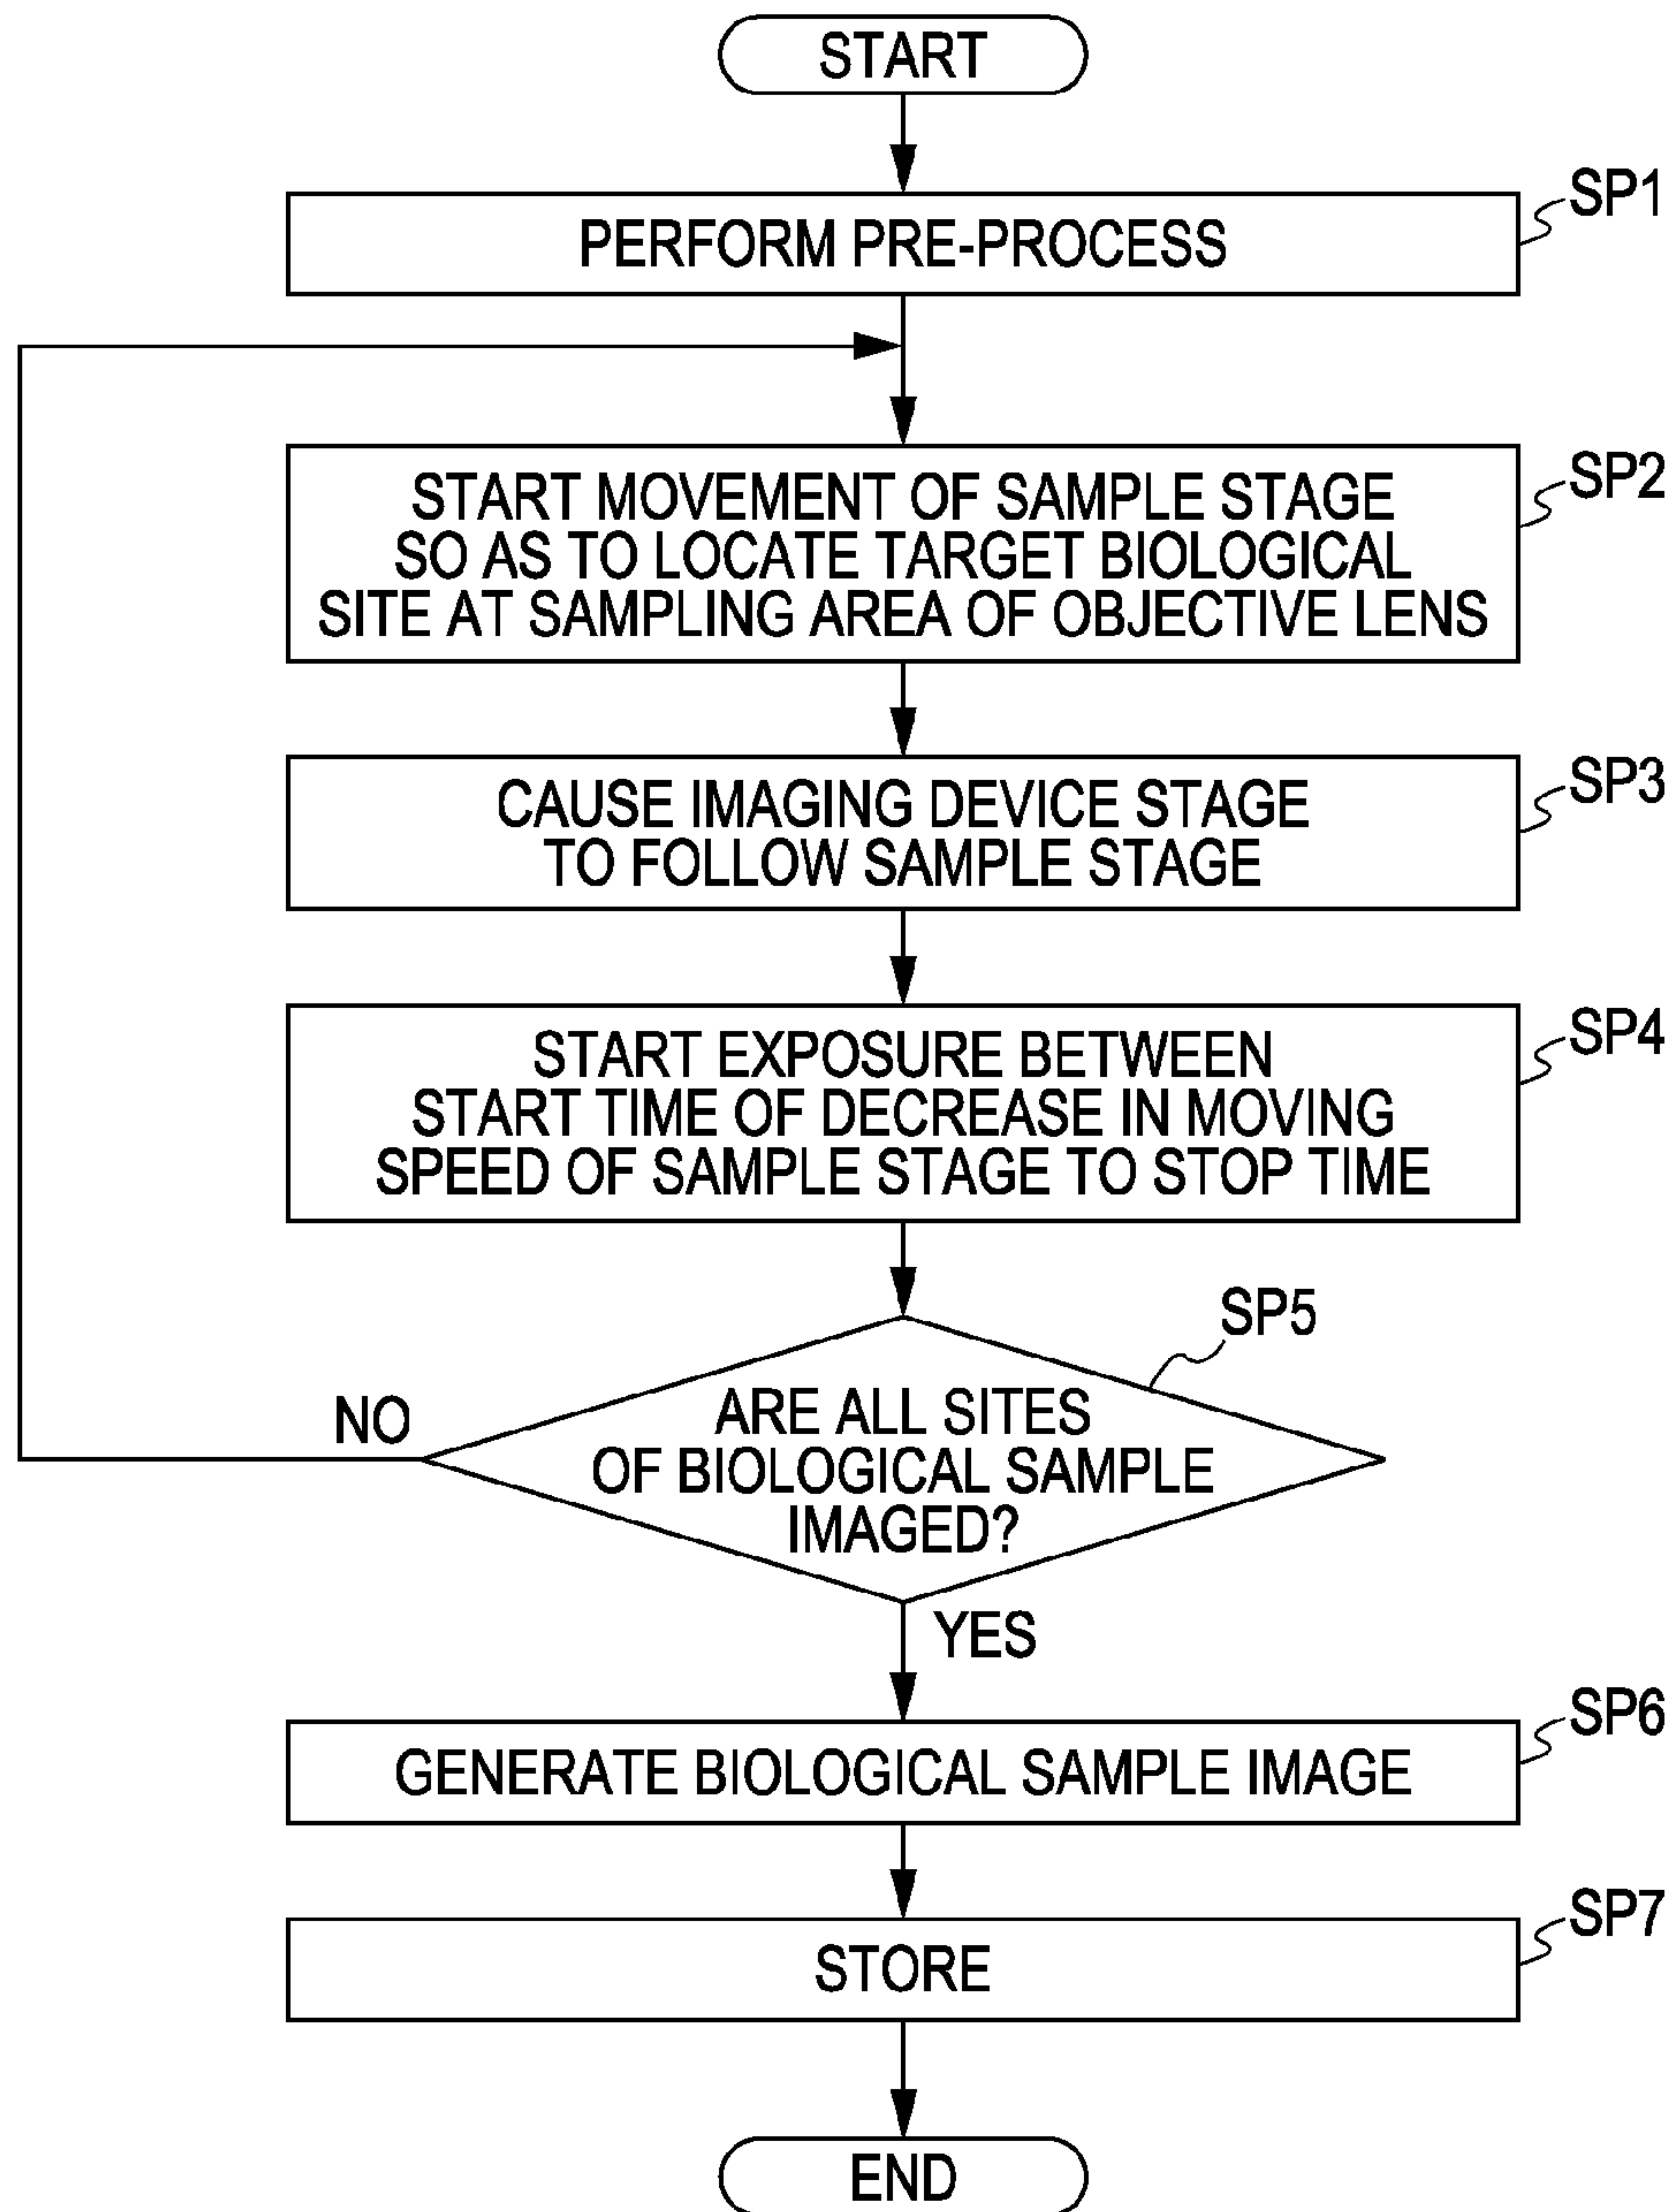 START
PERFORM PRE-PROCESS
SP1
START MOVEMENT OF SAMPLE STAGE
SO AS TO LOCATE TARGET BIOLOGICAL
SITE AT SAMPLING AREA OF OBJECTIVE LENS
SP2
CAUSE IMAGING DEVICE STAGE
TO FOLLOW SAMPLE STAGE
SP3
START EXPOSURE BETWEEN
START TIME OF DECREASE IN MOVING
SPEED OF SAMPLE STAGE TO STOP TIME
SP4
SP5
ARE ALL SITES
OF BIOLOGICAL SAMPLE
IMAGED?
NO
YES
GENERATE BIOLOGICAL SAMPLE IMAGE
SP6
STORE
SP7
END